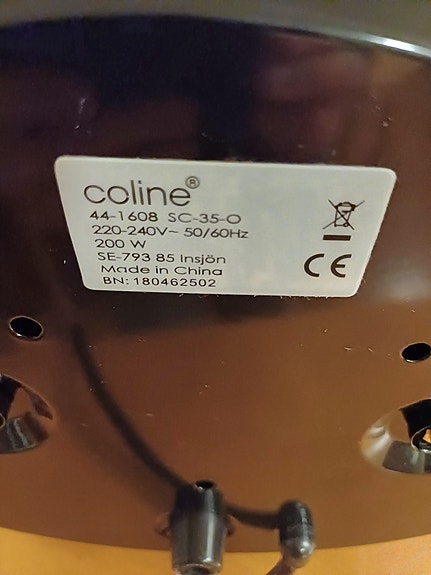 coline®
44-1608 SC-35-O
220-240V~ 50/60Hz
200 W
SE-793 85 Insjön
Made in China
BN: 180462502
CE